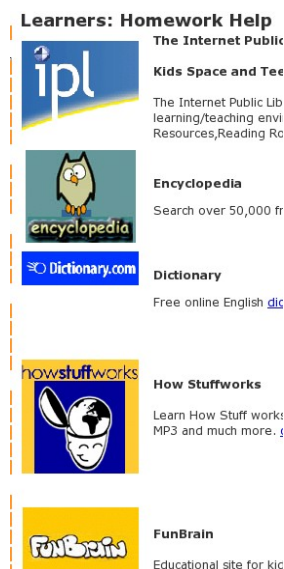 Learners: Homework Help
The Internet Public
Kids Space and Tee
ipl
The Internet Public Lib
learning/teaching envi
Resources,Reading Ro
Encyclopedia
encyclopedia
Search over 50,000 fr
Dictionary.com
Dictionary
Free online English dic
howstuffworks
How Stuffworks
Learn How Stuff works
MP3 and much more.
FunBrain
FunBrain
Educational site for kid